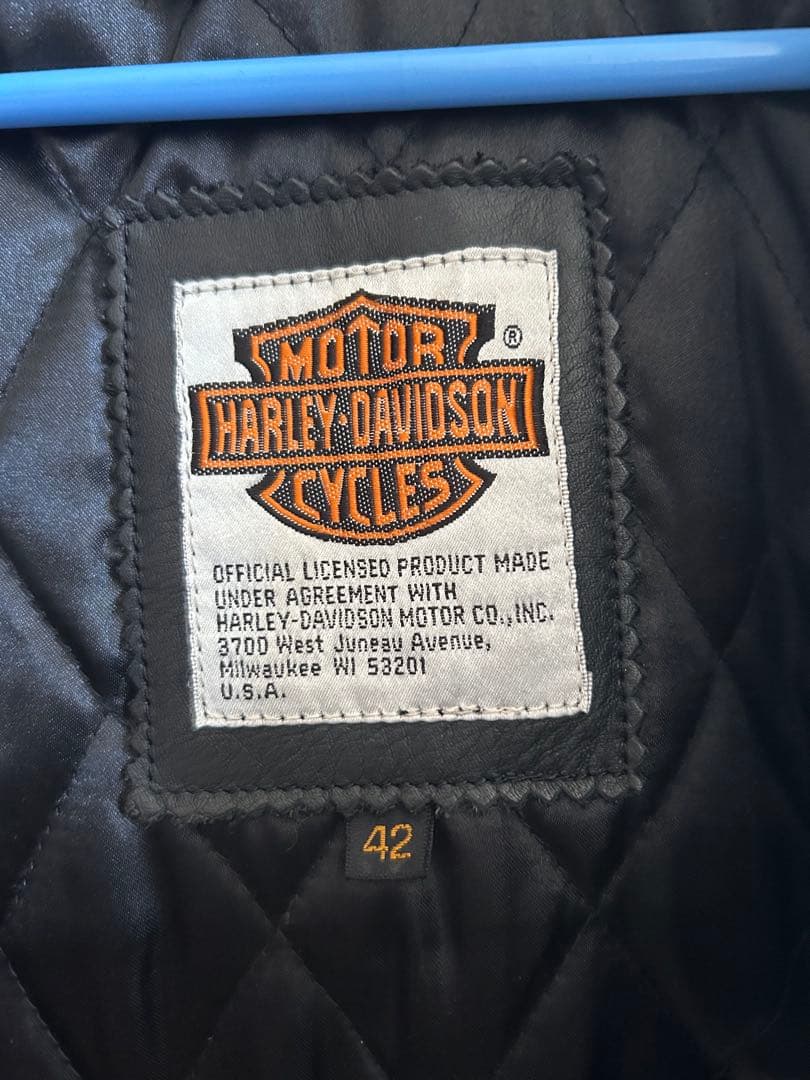 MOTOR
®
HARLEY-DAVIDSON
CYCLES
OFFICIAL LICENSED PRODUCT MADE
UNDER AGREEMENT WITH
HARLEY-DAVIDSON MOTOR CO., INC.
3700 West Juneau Avenue,
Milwaukee WI 53201
U.S.A.
42